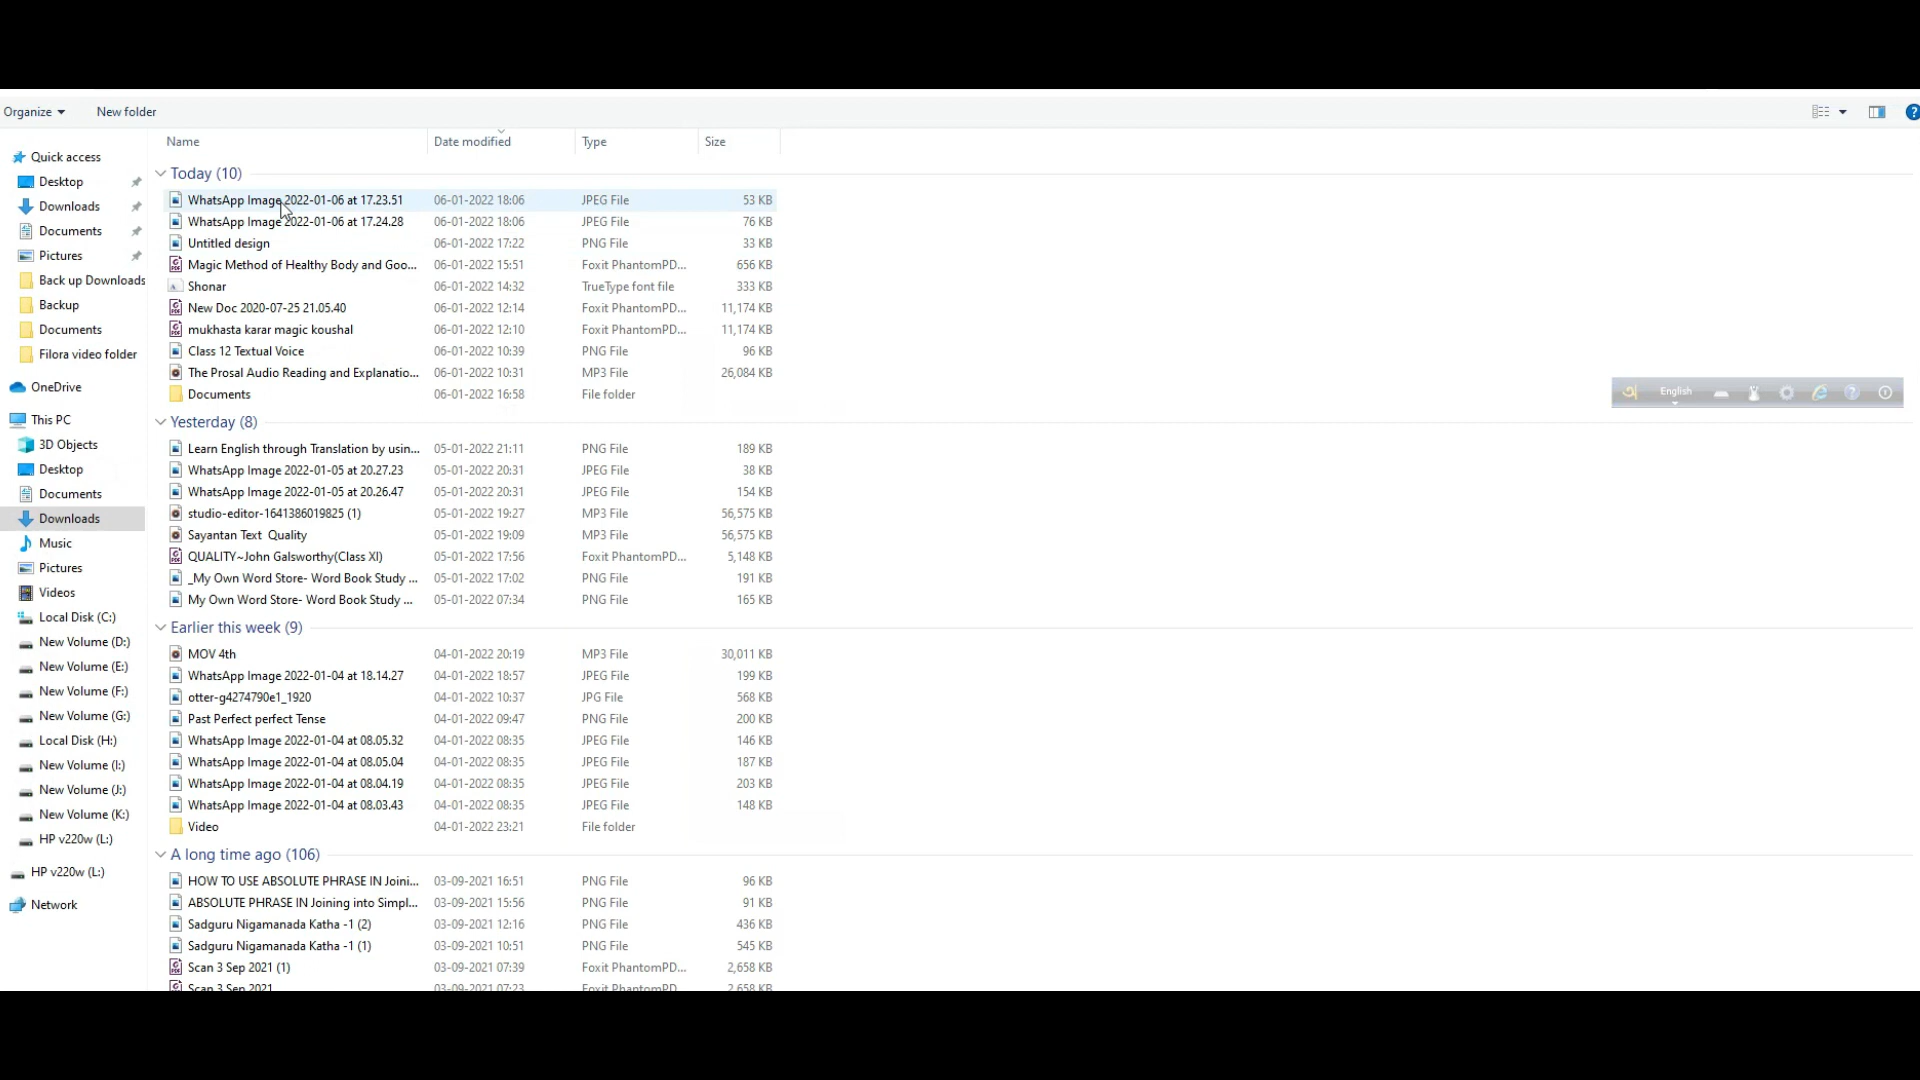 Organize New folder ?
Name Date modified Type Size
Quick access
Desktop
Downloads
Documents
Pictures
Back up Downloads
Backup
Documents
Filora video folder
OneDrive
This PC
3D Objects
Desktop
Documents
Downloads
Music
Pictures
Videos
Local Disk (C:)
New Volume (D:)
New Volume (E:)
New Volume (F:)
New Volume (G:)
Local Disk (H:)
New Volume (I:)
New Volume (J:)
New Volume (K:)
HP v220w (L:)
HP v220w (L:)
Network
Today (10)
WhatsApp Image 2022-01-06 at 17.23.51 06-01-2022 18:06 JPEG File 53 KB
WhatsApp Image 2022-01-06 at 17.24.28 06-01-2022 18:06 JPEG File 76 KB
Untitled design 06-01-2022 17:22 PNG File 33 KB
Magic Method of Healthy Body and Goo... 06-01-2022 15:51 Foxit PhantomPD... 656 KB
Shonar 06-01-2022 14:32 TrueType font file 333 KB
New Doc 2020-07-25 21.05.40 06-01-2022 12:14 Foxit PhantomPD... 11,174 KB
mukhasta karar magic koushal 06-01-2022 12:10 Foxit PhantomPD... 11,174 KB
Class 12 Textual Voice 06-01-2022 10:39 PNG File 96 KB
The Prosal Audio Reading and Explanatio... 06-01-2022 10:31 MP3 File 26,084 KB
Documents 06-01-2022 16:58 File folder
অ English ?
Yesterday (8)
Learn English through Translation by usin... 05-01-2022 21:11 PNG File 189 KB
WhatsApp Image 2022-01-05 at 20.27.23 05-01-2022 20:31 JPEG File 38 KB
WhatsApp Image 2022-01-05 at 20.26.47 05-01-2022 20:31 JPEG File 154 KB
studio-editor-1641386019825 (1) 05-01-2022 19:27 MP3 File 56,575 KB
Sayantan Text Quality 05-01-2022 19:09 MP3 File 56,575 KB
QUALITY~John Galsworthy(Class XI) 05-01-2022 17:56 Foxit PhantomPD... 5,148 KB
_My Own Word Store- Word Book Study ... 05-01-2022 17:02 PNG File 191 KB
My Own Word Store- Word Book Study ... 05-01-2022 07:34 PNG File 165 KB
Earlier this week (9)
MOV 4th 04-01-2022 20:19 MP3 File 30,011 KB
WhatsApp Image 2022-01-04 at 18.14.27 04-01-2022 18:57 JPEG File 199 KB
otter-g4274790e1_1920 04-01-2022 10:37 JPG File 568 KB
Past Perfect perfect Tense 04-01-2022 09:47 PNG File 200 KB
WhatsApp Image 2022-01-04 at 08.05.32 04-01-2022 08:35 JPEG File 146 KB
WhatsApp Image 2022-01-04 at 08.05.04 04-01-2022 08:35 JPEG File 187 KB
WhatsApp Image 2022-01-04 at 08.04.19 04-01-2022 08:35 JPEG File 203 KB
WhatsApp Image 2022-01-04 at 08.03.43 04-01-2022 08:35 JPEG File 148 KB
Video 04-01-2022 23:21 File folder
A long time ago (106)
HOW TO USE ABSOLUTE PHRASE IN Joini... 03-09-2021 16:51 PNG File 96 KB
ABSOLUTE PHRASE IN Joining into Simpl... 03-09-2021 15:56 PNG File 91 KB
Sadguru Nigamanada Katha -1 (2) 03-09-2021 12:16 PNG File 436 KB
Sadguru Nigamanada Katha -1 (1) 03-09-2021 10:51 PNG File 545 KB
Scan 3 Sep 2021 (1) 03-09-2021 07:39 Foxit PhantomPD... 2,658 KB
Scan 3 Sep 2021 03-09-2021 07:23 Foxit PhantomPD 2,658 KB